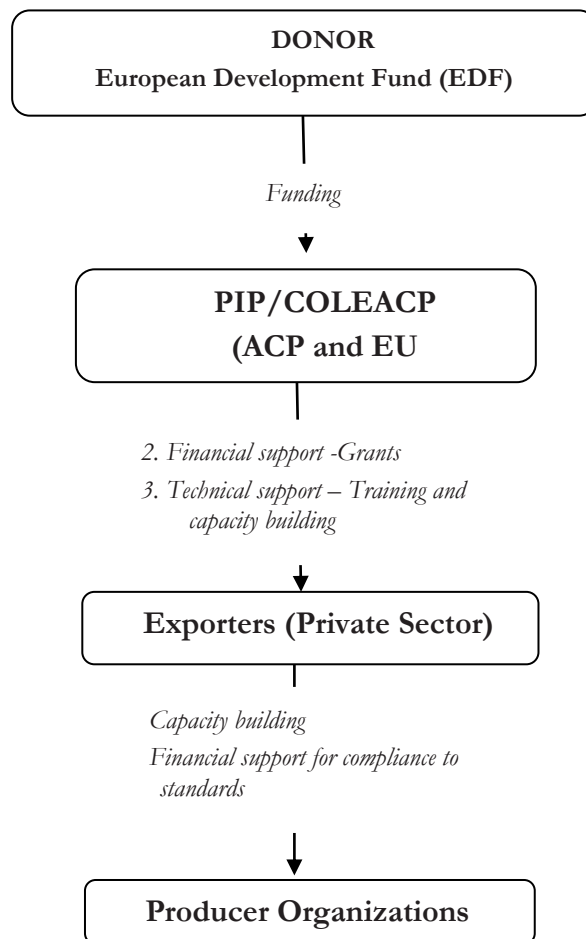 DONOR
European Development Fund (EDF)
Funding
PIP/COLEACP
(ACP and EU
2. Financial support -Grants
3. Technical support – Training and
capacity building
Exporters (Private Sector)
Capacity building
Financial support for compliance to
standards
Producer Organizations